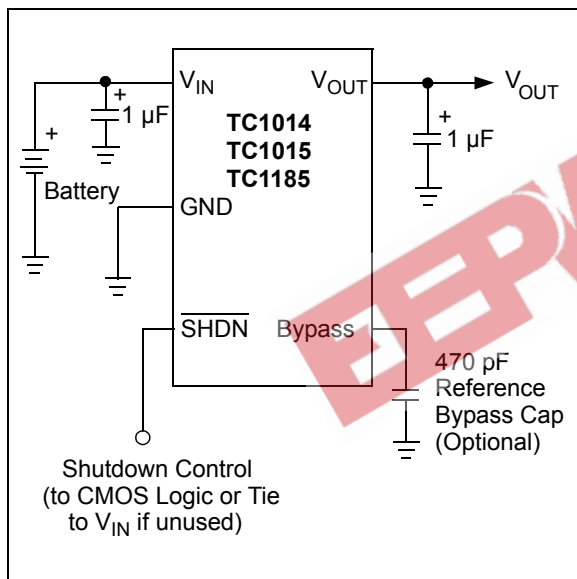 V_IN V_OUT V_OUT
+ 1 µF
TC1014
TC1015
TC1185
+ 1 µF
+
Battery
GND
SHDN Bypass
470 pF
Reference
Bypass Cap
(Optional)
Shutdown Control
(to CMOS Logic or Tie
to V_IN if unused)